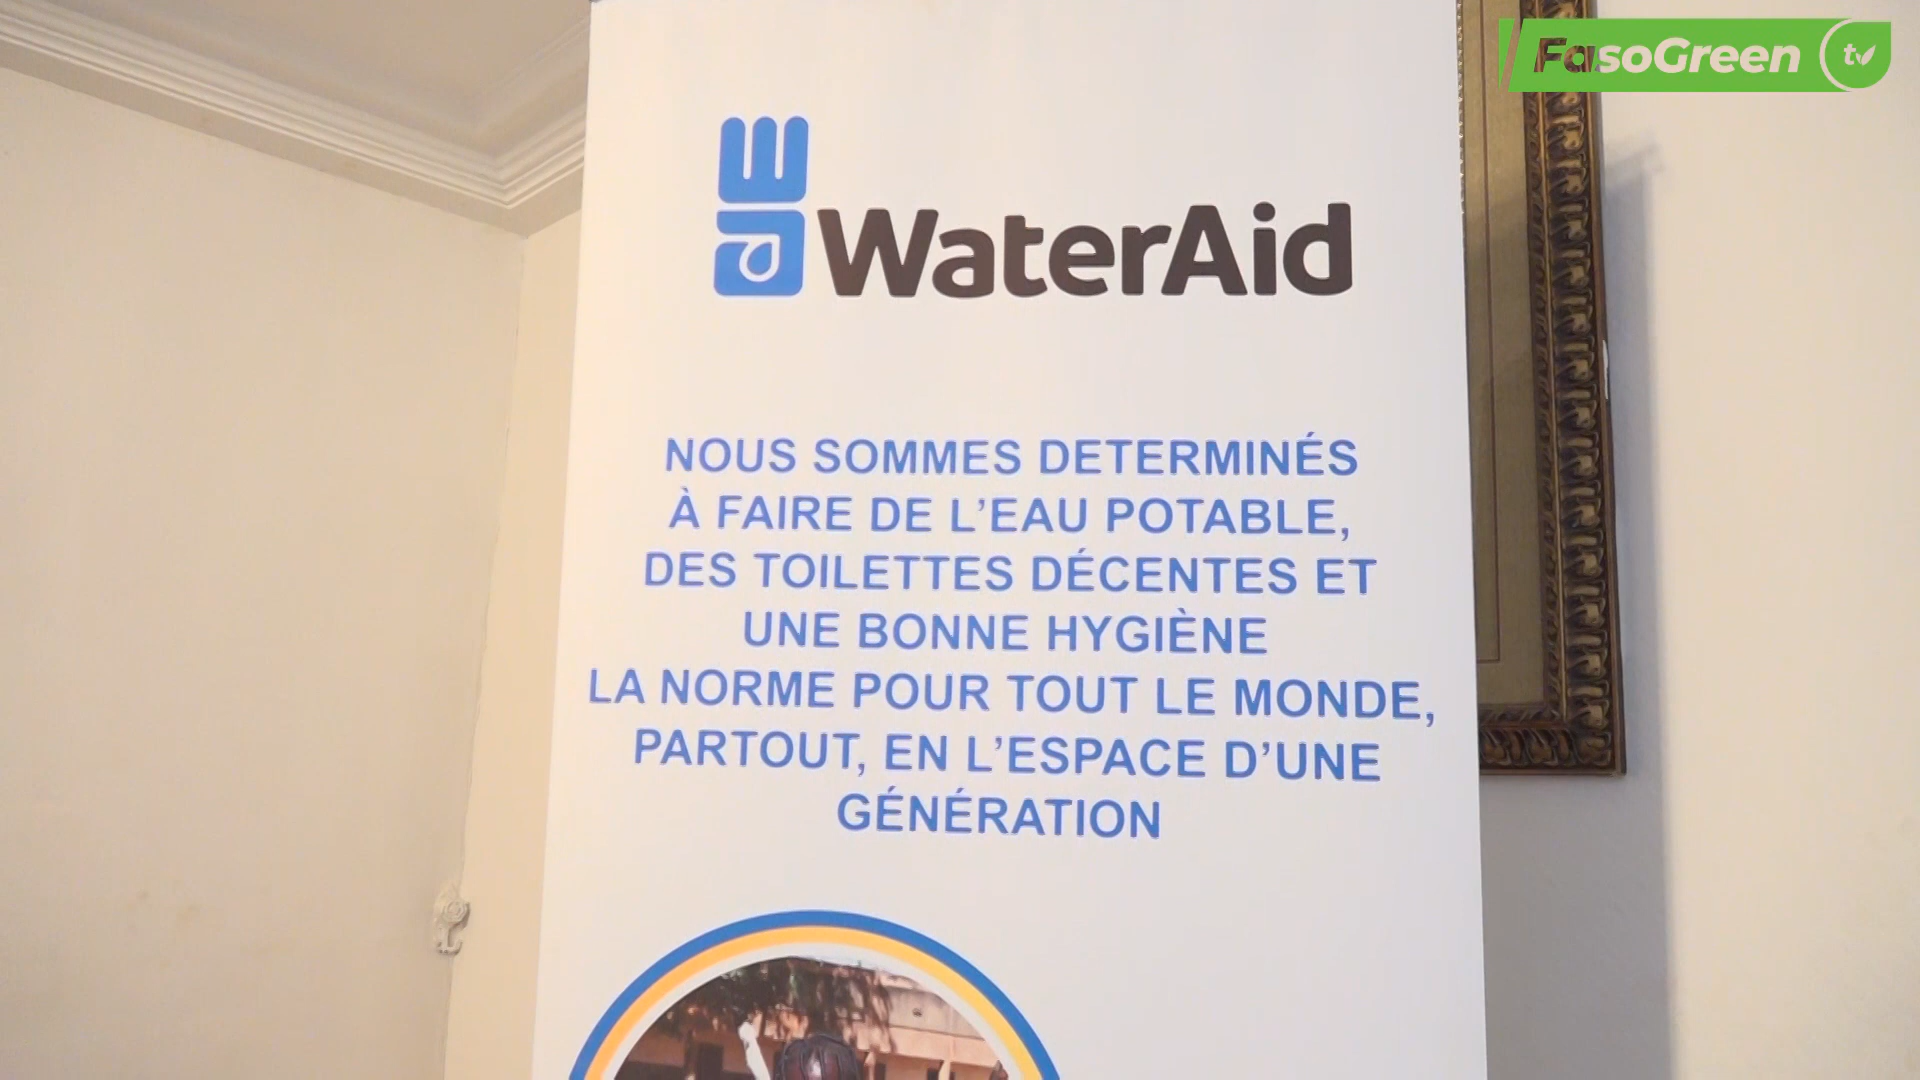 FasoGreen tv
WaterAid
NOUS SOMMES DETERMINÉS
À FAIRE DE L'EAU POTABLE,
DES TOILETTES DÉCENTES ET
UNE BONNE HYGIÈNE
LA NORME POUR TOUT LE MONDE,
PARTOUT, EN L'ESPACE D'UNE
GÉNÉRATION